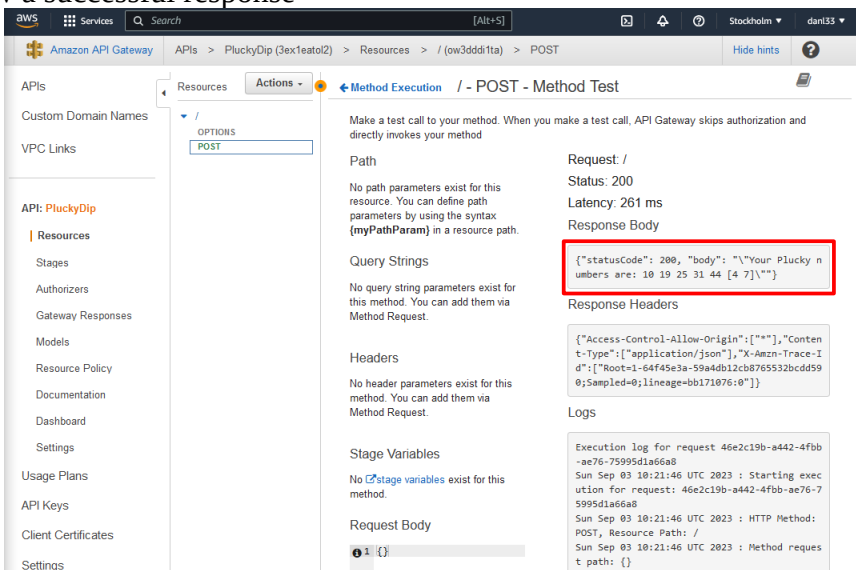 a successful response
aws Services Search [Alt+S] Stockholm ▼ danl33 ▼
Amazon API Gateway APIs > PluckyDip (3ex1eatol2) > Resources > / (ow3dddi1ta) > POST Hide hints ?
APIs
Custom Domain Names
VPC Links
API: PluckyDip
Resources
Stages
Authorizers
Gateway Responses
Models
Resource Policy
Documentation
Dashboard
Settings
Usage Plans
API Keys
Client Certificates
Settings
Resources Actions
/
OPTIONS
POST
Method Execution / - POST - Method Test
Make a test call to your method. When you make a test call, API Gateway skips authorization and
directly invokes your method
Path
No path parameters exist for this
resource. You can define path
parameters by using the syntax
{myPathParam} in a resource path.
Query Strings
No query string parameters exist for
this method. You can add them via
Method Request.
Headers
No header parameters exist for this
method. You can add them via
Method Request.
Stage Variables
No stage variables exist for this
method.
Request Body
1 {}
Request: /
Status: 200
Latency: 261 ms
Response Body
{"statusCode": 200, "body": "\"Your Plucky n
umbers are: 10 19 25 31 44 [4 7]\""}
Response Headers
{"Access-Control-Allow-Origin":["*"],"Conten
t-Type":["application/json"],"X-Amzn-Trace-I
d":["Root=1-64f45e3a-59a4db12cb8765532bcdd59
0;Sampled=0;lineage=bb171076:0"]}
Logs
Execution log for request 46e2c19b-a442-4fbb
-ae76-75995d1a66a8
Sun Sep 03 10:21:46 UTC 2023 : Starting exec
ution for request: 46e2c19b-a442-4fbb-ae76-7
5995d1a66a8
Sun Sep 03 10:21:46 UTC 2023 : HTTP Method:
POST, Resource Path: /
Sun Sep 03 10:21:46 UTC 2023 : Method reques
t path: {}